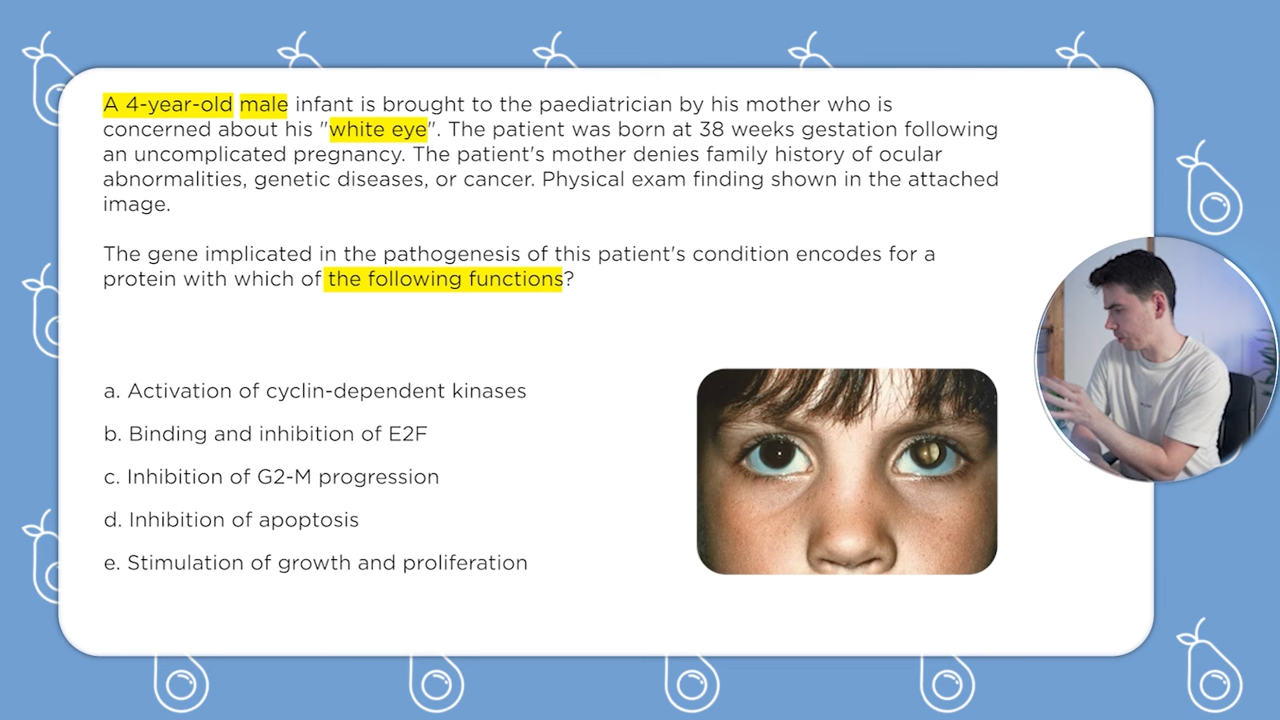 A 4-year-old male infant is brought to the paediatrician by his mother who is
concerned about his "white eye". The patient was born at 38 weeks gestation following
an uncomplicated pregnancy. The patient's mother denies family history of ocular
abnormalities, genetic diseases, or cancer. Physical exam finding shown in the attached
image.
The gene implicated in the pathogenesis of this patient's condition encodes for a
protein with which of the following functions?
a. Activation of cyclin-dependent kinases
b. Binding and inhibition of E2F
c. Inhibition of G2-M progression
d. Inhibition of apoptosis
e. Stimulation of growth and proliferation